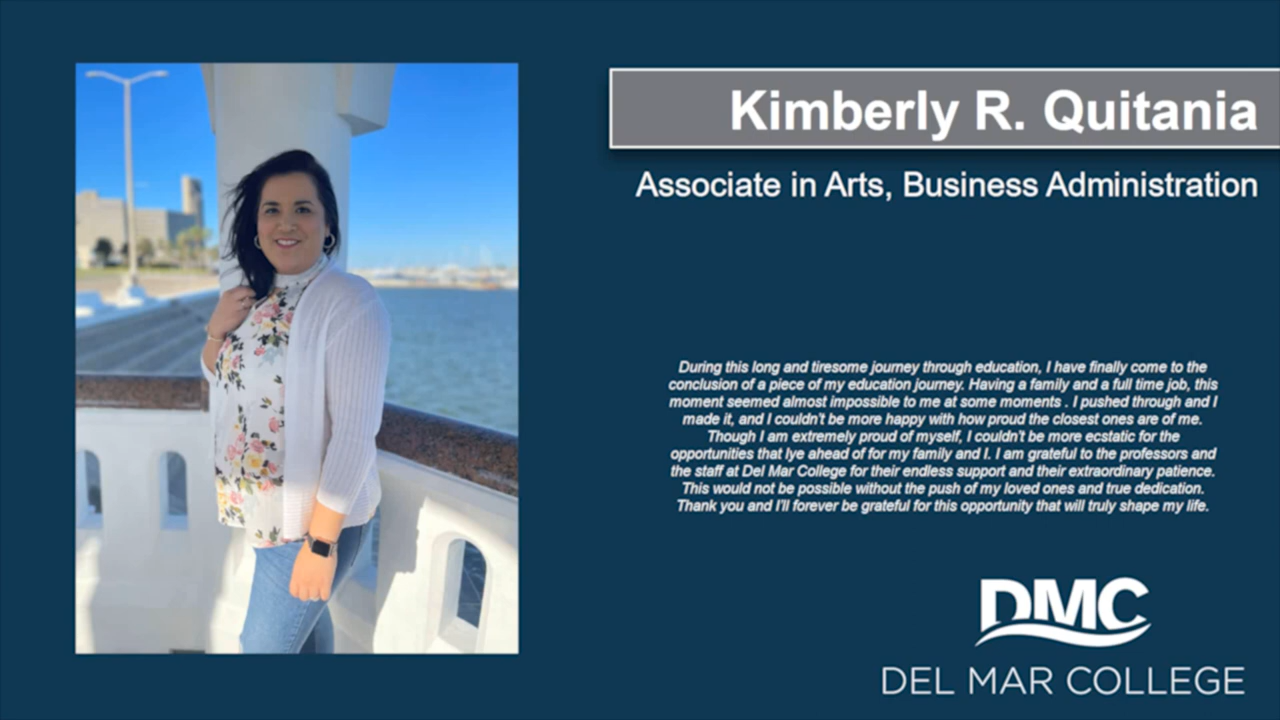 Kimberly R. Quitania
Associate in Arts, Business Administration
During this long and tiresome journey through education, I have finally come to the
conclusion of a piece of my education journey. Having a family and a full time job, this
moment seemed almost impossible to me at some moments . I pushed through and I
made it, and I couldn't be more happy with how proud the closest ones are of me.
Though I am extremely proud of myself, I couldn't be more ecstatic for the
opportunities that lye ahead of for my family and I. I am grateful to the professors and
the staff at Del Mar College for their endless support and their extraordinary patience.
This would not be possible without the push of my loved ones and true dedication.
Thank you and I'll forever be grateful for this opportunity that will truly shape my life.
DMC
DEL MAR COLLEGE